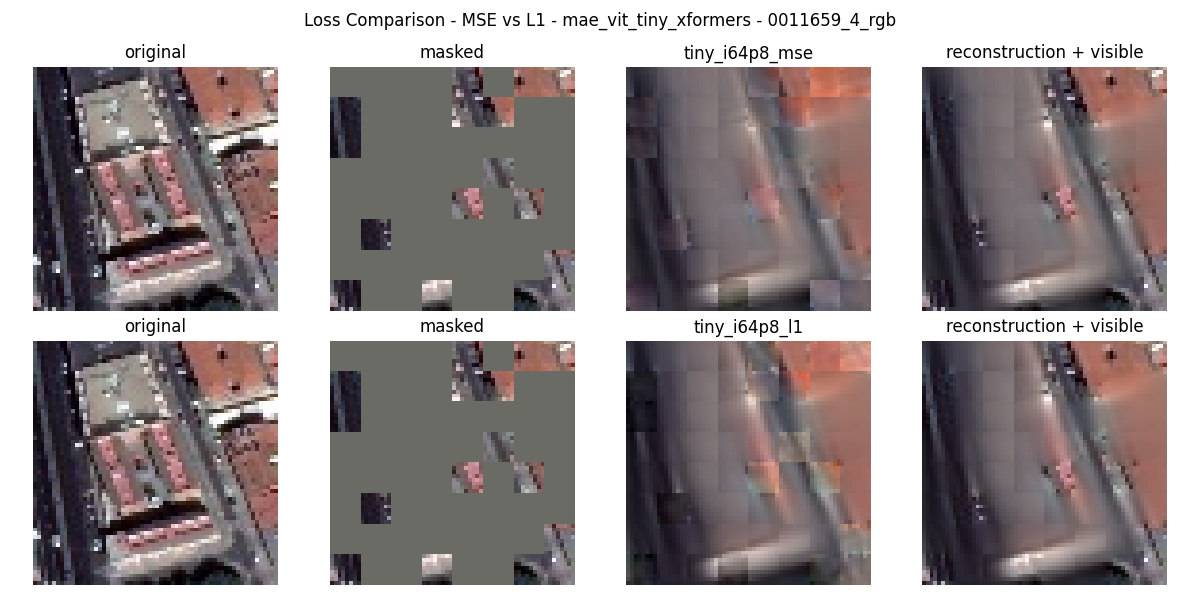 Loss Comparison - MSE vs L1 - mae_vit_tiny_xformers - 0011659_4_rgb
original
masked
tiny_i64p8_mse
reconstruction + visible
original
masked
tiny_i64p8_l1
reconstruction + visible